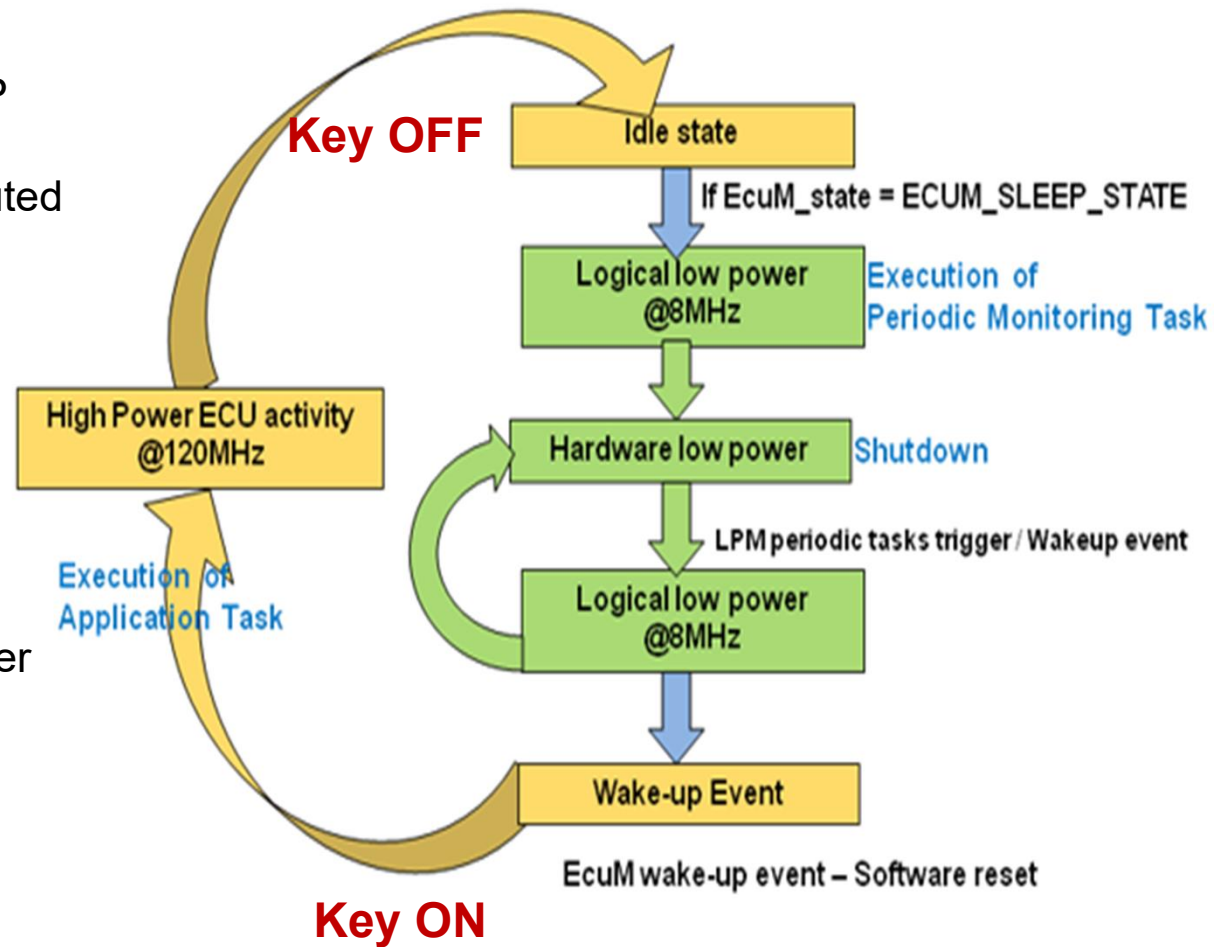 Key OFF
uted
Idle state
If EcuM_state = ECUM_SLEEP_STATE
Logical low power
@8MHz
Execution of
Periodic Monitoring Task
High Power ECU activity
@120MHz
Hardware low power
Shutdown
LPM periodic tasks trigger / Wakeup event
Execution of
Application Task
Logical low power
@8MHz
er
Wake-up Event
EcuM wake-up event – Software reset
Key ON